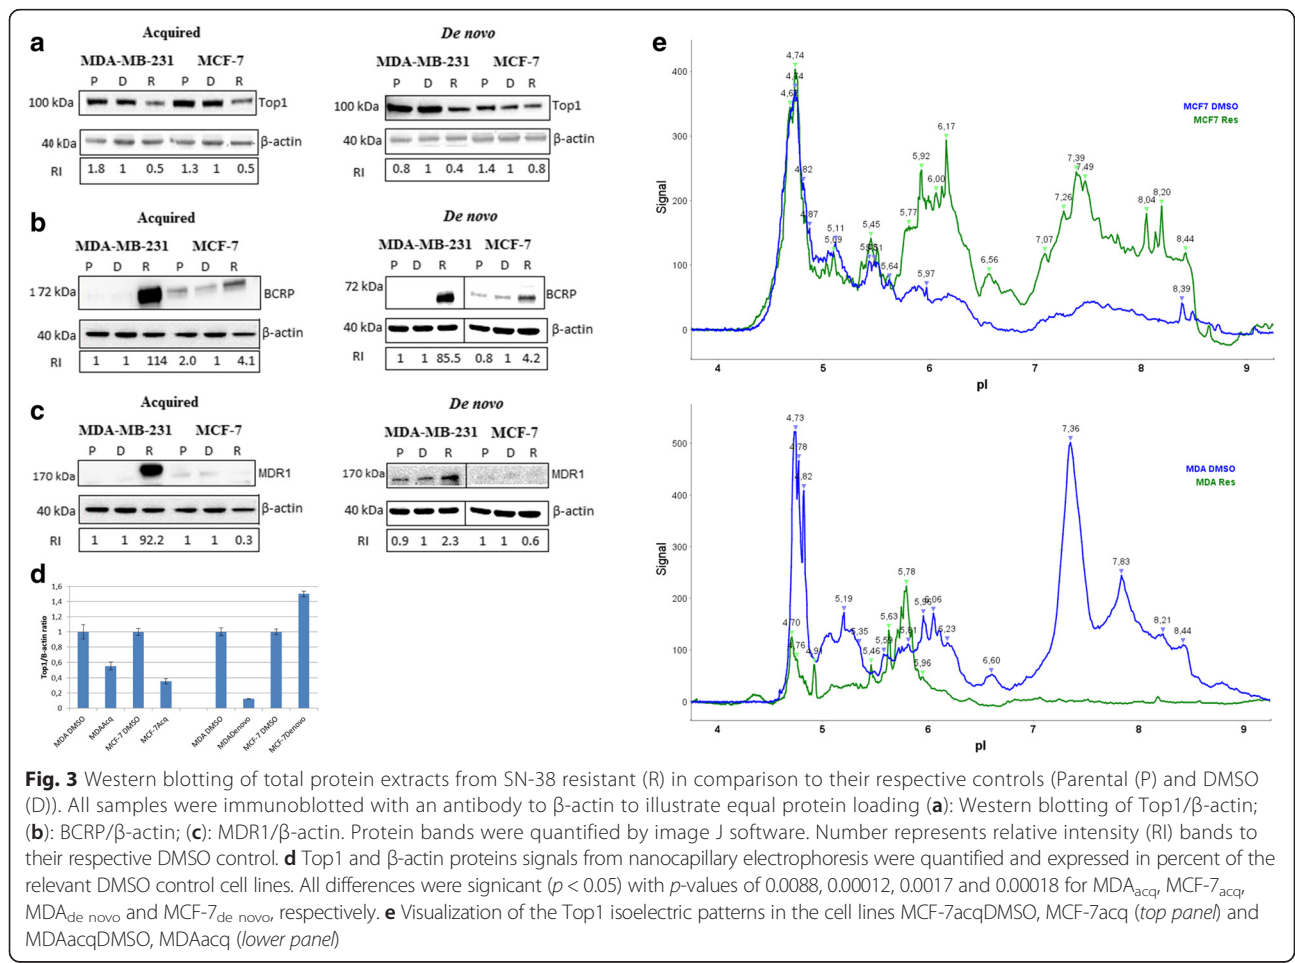 a
Acquired
MDA-MB-231 MCF-7
P D R P D R
100 kDa Top1
40 kDa β-actin
RI 1.8 1 0.5 1.3 1 0.5
De novo
MDA-MB-231 MCF-7
P D R P D R
100 kDa Top1
40 kDa β-actin
RI 0.8 1 0.4 1.4 1 0.8
b
Acquired
MDA-MB-231 MCF-7
P D R P D R
172 kDa BCRP
40 kDa β-actin
RI 1 1 114 2.0 1 4.1
De novo
MDA-MB-231 MCF-7
P D R P D R
72 kDa BCRP
40 kDa β-actin
RI 1 1 85.5 0.8 1 4.2
c
Acquired
MDA-MB-231 MCF-7
P D R P D R
170 kDa MDR1
40 kDa β-actin
RI 1 1 92.2 1 1 0.3
De novo
MDA-MB-231 MCF-7
P D R P D R
170 kDa MDR1
40 kDa β-actin
RI 0.9 1 2.3 1 1 0.6
d
Top1/B-actin ratio
1,6
1,4
1,2
1
0,8
0,6
0,4
0,2
0
MDA DMSO
MDAAcq
MCF-7 DMSO
MCF-7Acq
MDA DMSO
MDADenovo
MCF-7 DMSO
MCF-7Denovo
e
Signal
400
300
200
100
0
4,74
4,82
4,87
5,11
5,45
5,64
5,77
5,92
6,00
5,97
6,17
6,56
7,07
7,26
7,39
7,49
8,04
8,20
8,44
8,39
MCF7 DMSO
MCF7 Res
4 5 6 7 8 9
pI
Signal
500
400
300
200
100
0
4,73
4,78
4,82
4,70
4,76
4,91
5,19
5,35
5,46
5,63
5,78
5,96
6,06
6,23
6,60
7,36
7,83
8,21
8,44
MDA DMSO
MDA Res
4 5 6 7 8 9
pI
Fig. 3 Western blotting of total protein extracts from SN-38 resistant (R) in comparison to their respective controls (Parental (P) and DMSO
(D)). All samples were immunoblotted with an antibody to β-actin to illustrate equal protein loading (a): Western blotting of Top1/β-actin;
(b): BCRP/β-actin; (c): MDR1/β-actin. Protein bands were quantified by image J software. Number represents relative intensity (RI) bands to
their respective DMSO control. d Top1 and β-actin proteins signals from nanocapillary electrophoresis were quantified and expressed in percent of the
relevant DMSO control cell lines. All differences were signicant (p < 0.05) with p-values of 0.0088, 0.00012, 0.0017 and 0.00018 for MDAacq, MCF-7acq,
MDAde novo and MCF-7de novo, respectively. e Visualization of the Top1 isoelectric patterns in the cell lines MCF-7acqDMSO, MCF-7acq (top panel) and
MDAacqDMSO, MDAacq (lower panel)